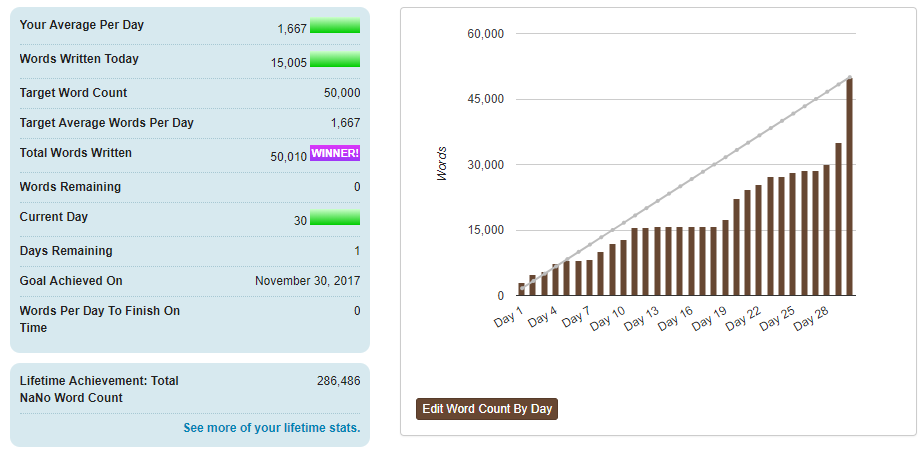 Your Average Per Day 1,667
Words Written Today 15,005
Target Word Count 50,000
Target Average Words Per Day 1,667
Total Words Written 50,010 WINNER!
Words Remaining 0
Current Day 30
Days Remaining 1
Goal Achieved On November 30, 2017
Words Per Day To Finish On 0
Time
Lifetime Achievement: Total 286,486
NaNo Word Count
See more of your lifetime stats.
60,000
45,000
30,000
15,000
0
Words
Day 1 Day 4 Day 7 Day 10 Day 13 Day 16 Day 19 Day 22 Day 25 Day 28
Edit Word Count By Day